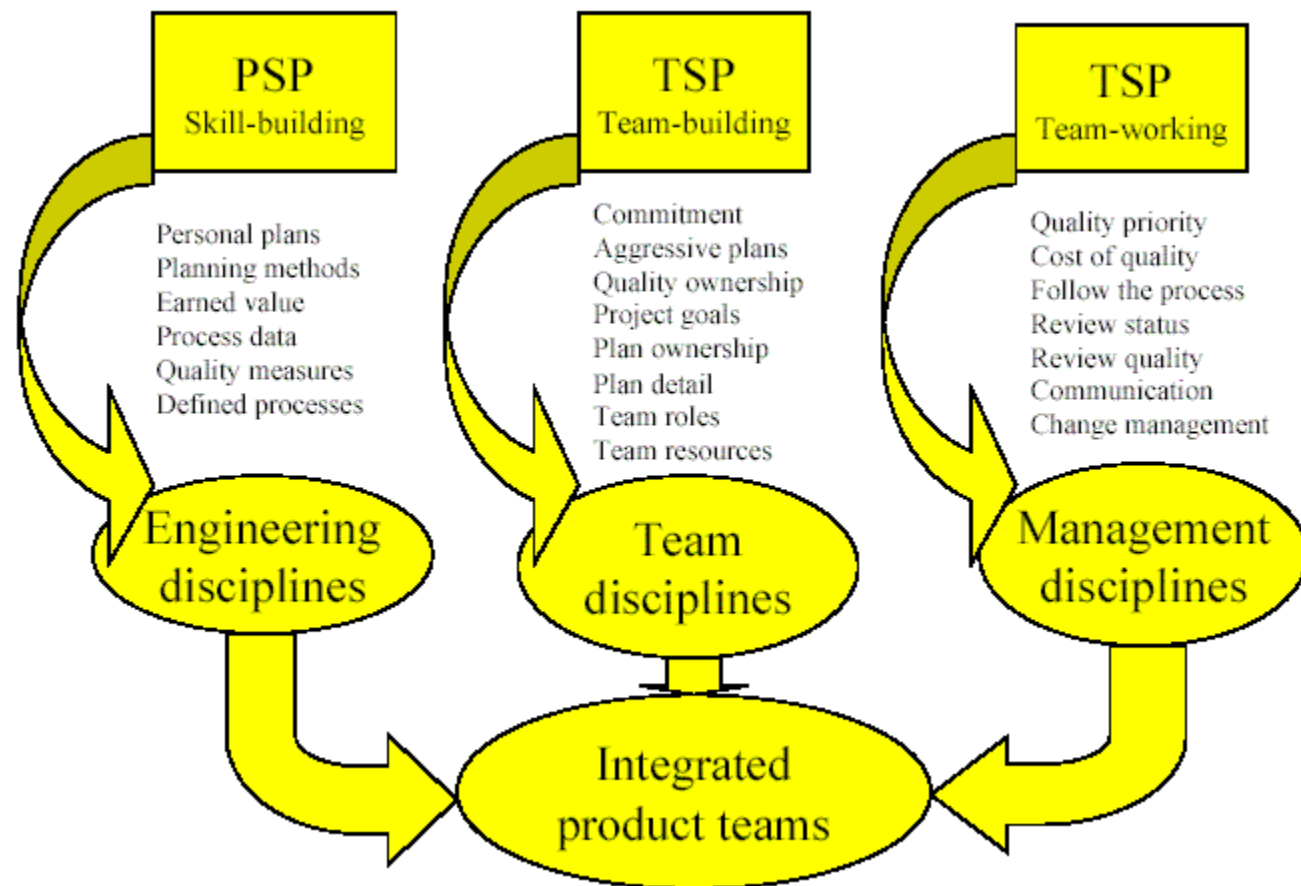 PSP
Skill-building
TSP
Team-building
TSP
Team-working
Personal plans
Planning methods
Earned value
Process data
Quality measures
Defined processes
Commitment
Aggressive plans
Quality ownership
Project goals
Plan ownership
Plan detail
Team roles
Team resources
Quality priority
Cost of quality
Follow the process
Review status
Review quality
Communication
Change management
Engineering
disciplines
Team
disciplines
Management
disciplines
Integrated
product teams